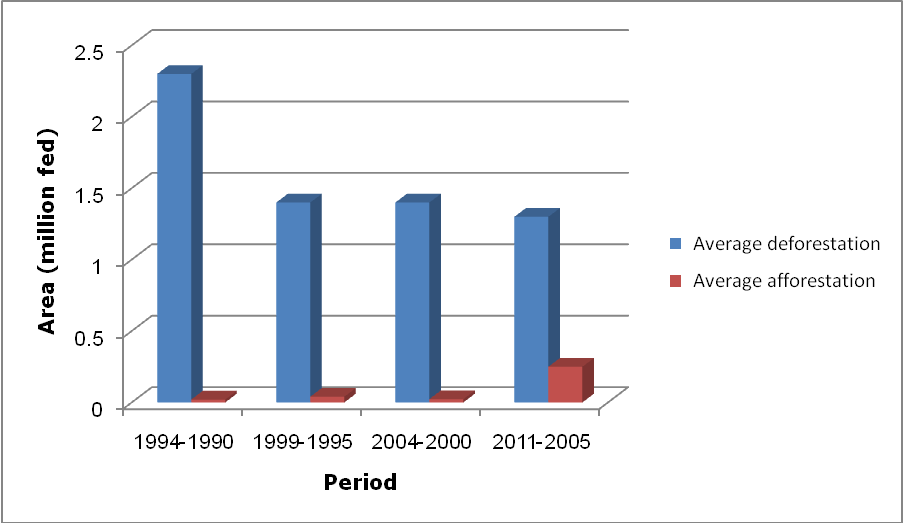 2.5
2
1.5
1
0.5
0
Area (million fed)
1994-1990 1999-1995 2004-2000 2011-2005
Period
Average deforestation
Average afforestation